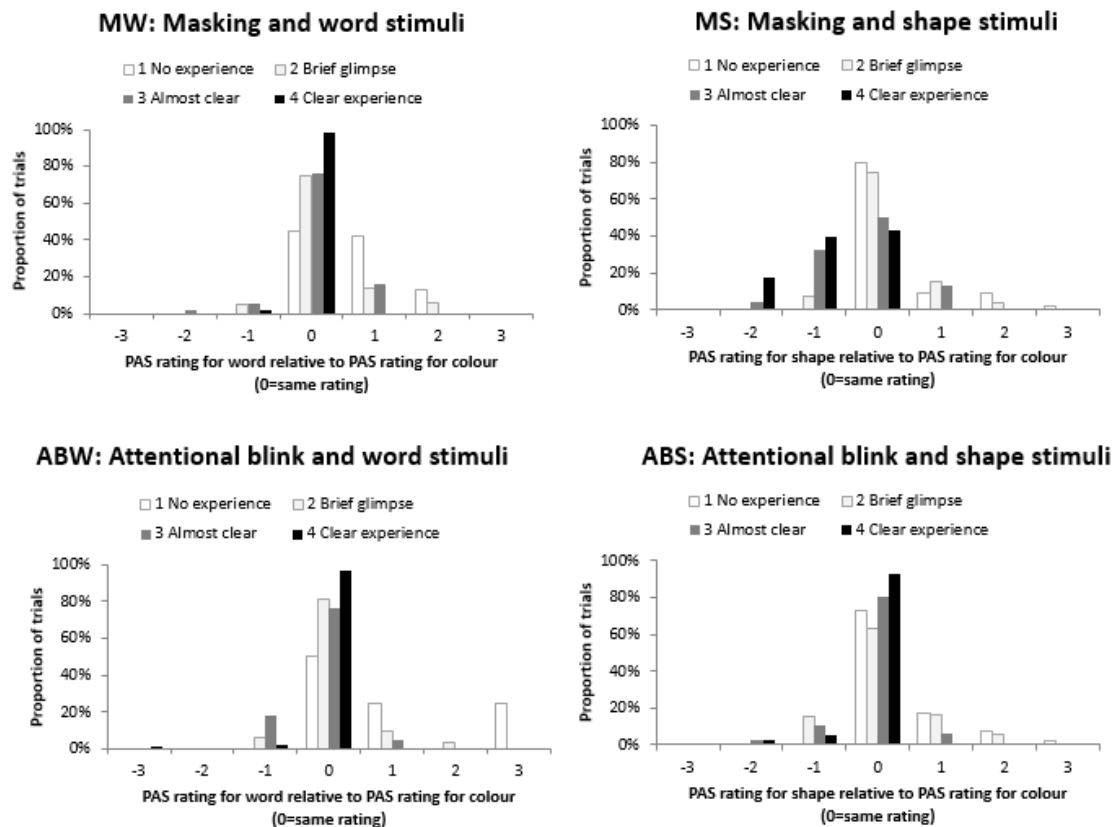 MW: Masking and word stimuli
1 No experience
2 Brief glimpse
3 Almost clear
4 Clear experience
Proportion of trials
100%
80%
60%
40%
20%
0%
-3 -2 -1 0 1 2 3
PAS rating for word relative to PAS rating for colour
(0=same rating)
MS: Masking and shape stimuli
1 No experience
2 Brief glimpse
3 Almost clear
4 Clear experience
Proportion of trials
100%
80%
60%
40%
20%
0%
-3 -2 -1 0 1 2 3
PAS rating for shape relative to PAS rating for colour
(0=same rating)
ABW: Attentional blink and word stimuli
1 No experience
2 Brief glimpse
3 Almost clear
4 Clear experience
Proportion of trials
100%
80%
60%
40%
20%
0%
-3 -2 -1 0 1 2 3
PAS rating for word relative to PAS rating for colour
(0=same rating)
ABS: Attentional blink and shape stimuli
1 No experience
2 Brief glimpse
3 Almost clear
4 Clear experience
Proportion of trials
100%
80%
60%
40%
20%
0%
-3 -2 -1 0 1 2 3
PAS rating for shape relative to PAS rating for colour
(0=same rating)